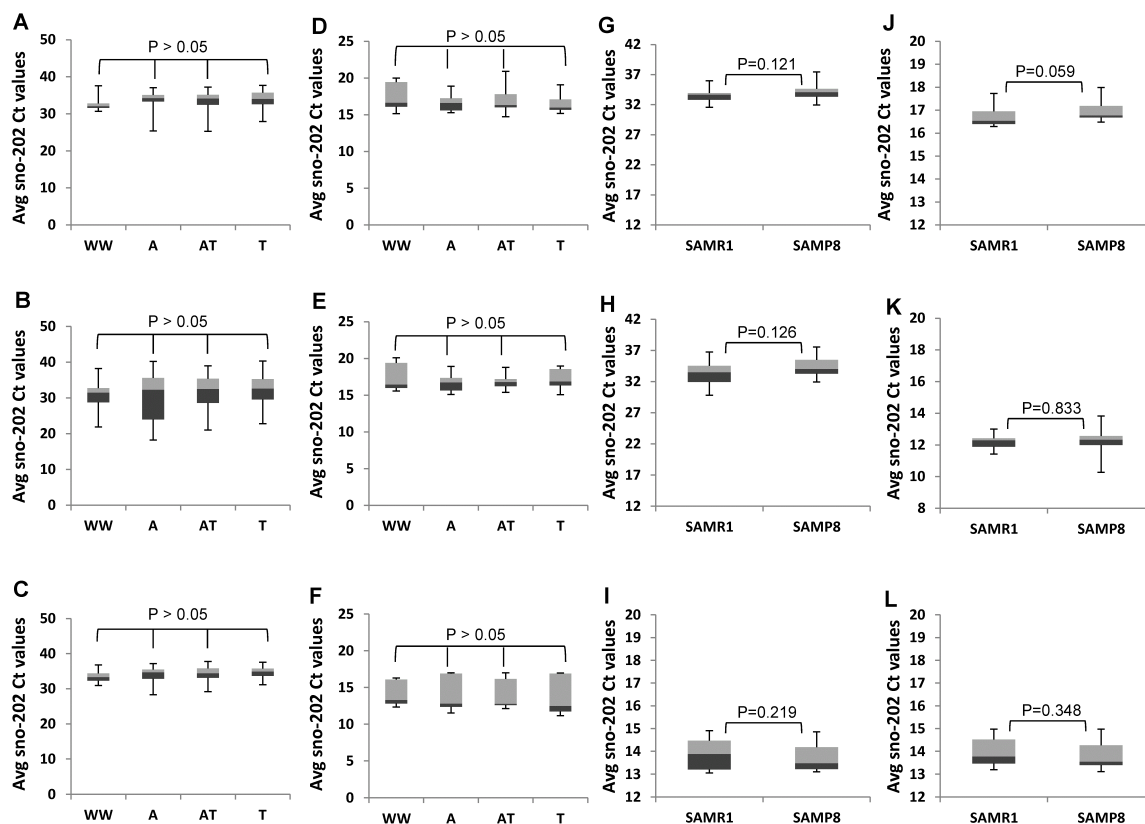 A
Avg sno-202 Ct values
50
40
30
20
10
0
P > 0.05
WW A AT T
D
Avg sno-202 Ct values
25
20
15
10
5
0
P > 0.05
WW A AT T
G
Avg sno-202 Ct values
42
37
32
27
22
17
12
P=0.121
SAMR1 SAMP8
J
Avg sno-202 Ct values
20
19
18
17
16
15
14
13
12
P=0.059
SAMR1 SAMP8
B
Avg sno-202 Ct values
50
40
30
20
10
0
P > 0.05
WW A AT T
E
Avg sno-202 Ct values
25
20
15
10
5
0
P > 0.05
WW A AT T
H
Avg sno-202 Ct values
42
37
32
27
22
17
12
P=0.126
SAMR1 SAMP8
K
Avg sno-202 Ct values
20
18
16
14
12
10
8
P=0.833
SAMR1 SAMP8
C
Avg sno-202 Ct values
50
40
30
20
10
0
P > 0.05
WW A AT T
F
Avg sno-202 Ct values
25
20
15
10
5
0
P > 0.05
WW A AT T
I
Avg sno-202 Ct values
20
19
18
17
16
15
14
13
12
P=0.219
SAMR1 SAMP8
L
Avg sno-202 Ct values
20
19
18
17
16
15
14
13
12
P=0.348
SAMR1 SAMP8